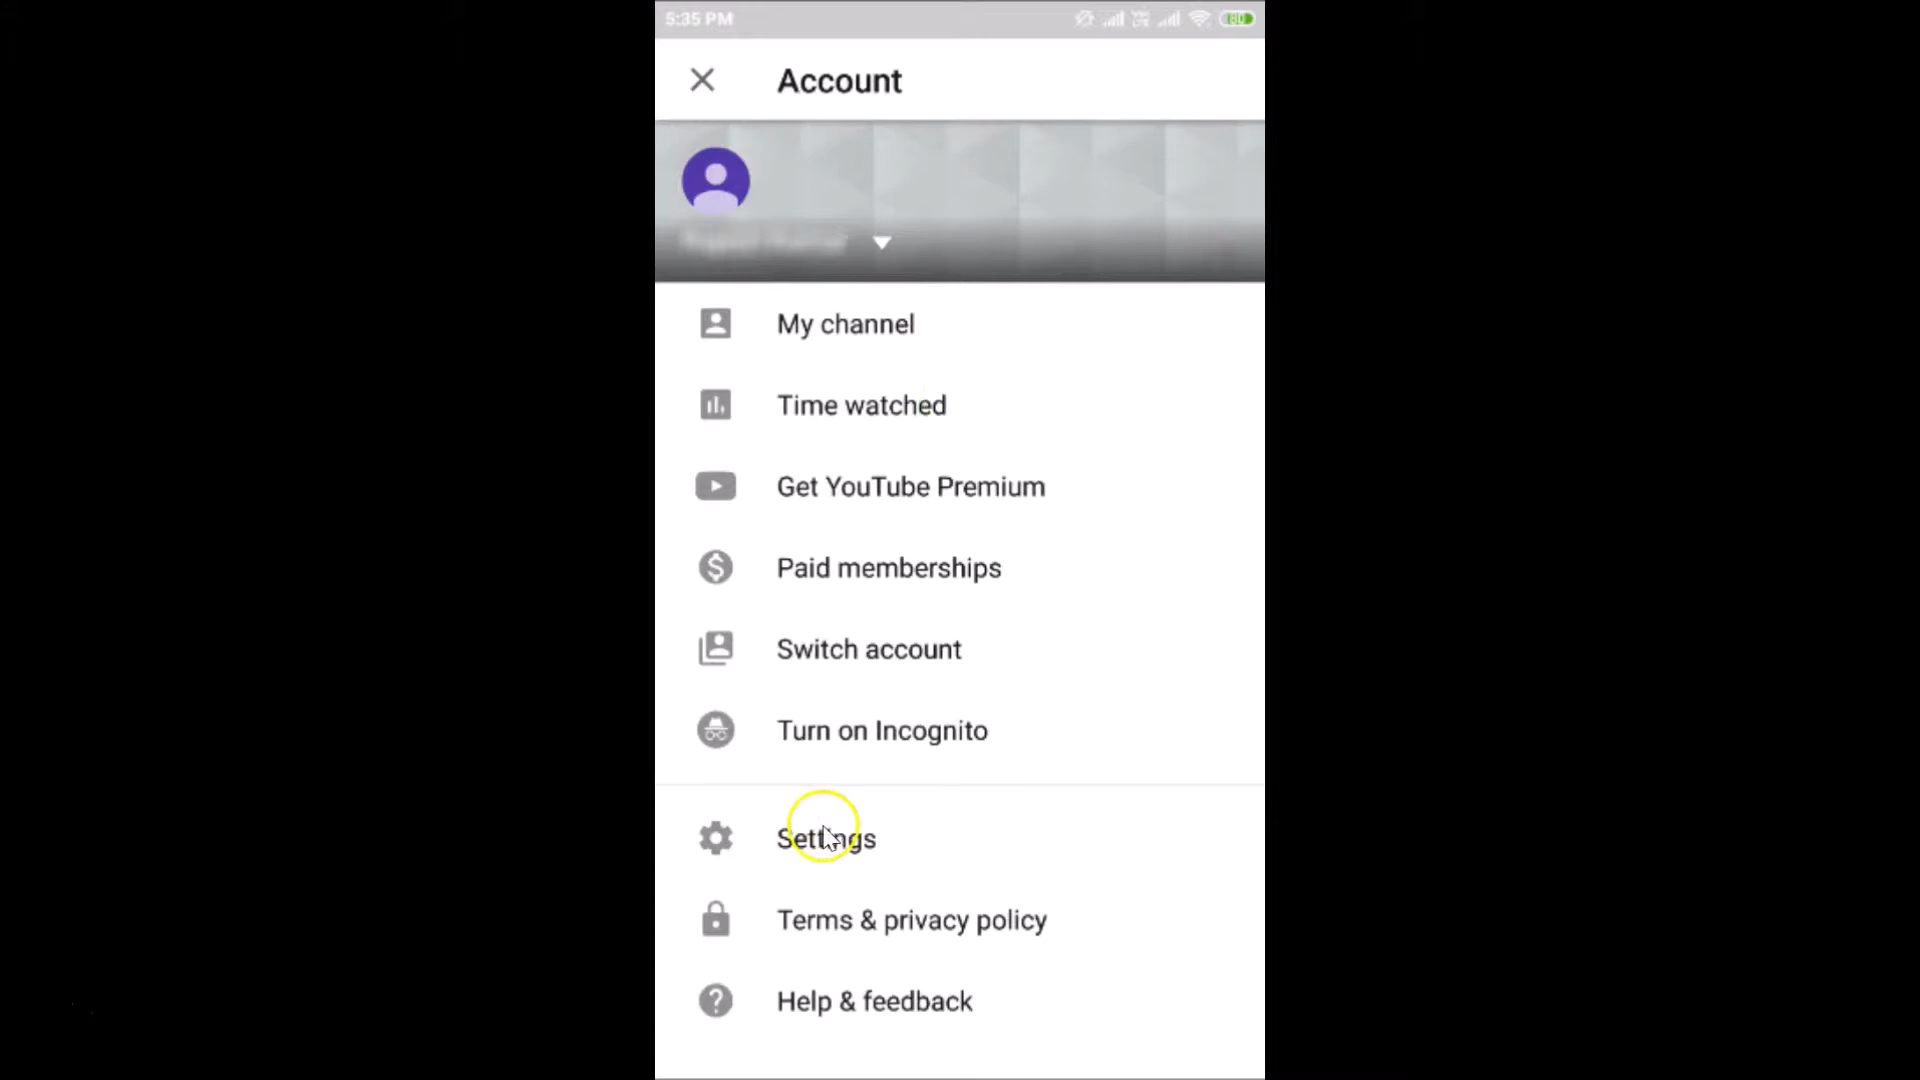 5:35 PM
80
Account
My channel
Time watched
Get YouTube Premium
Paid memberships
Switch account
Turn on Incognito
Settings
Terms & privacy policy
Help & feedback